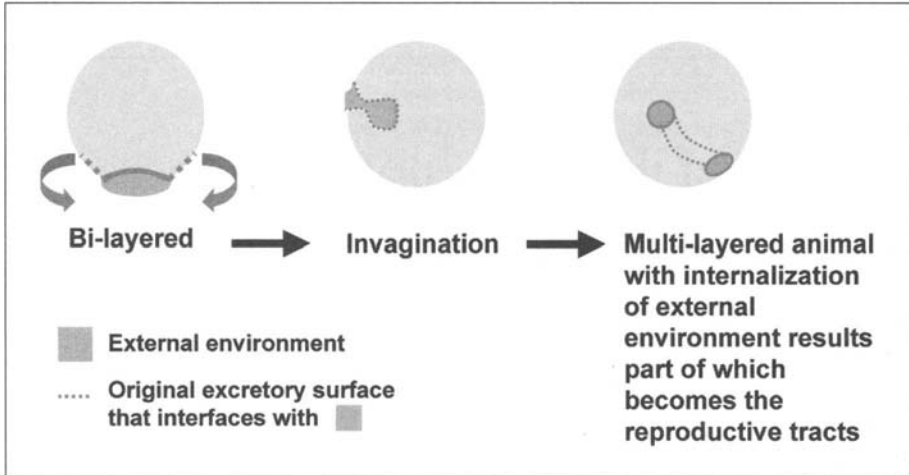 Bi-layered
Invagination
Multi-layered animal
with internalization
of external
environment results
part of which
becomes the
reproductive tracts
External environment
Original excretory surface
that interfaces with